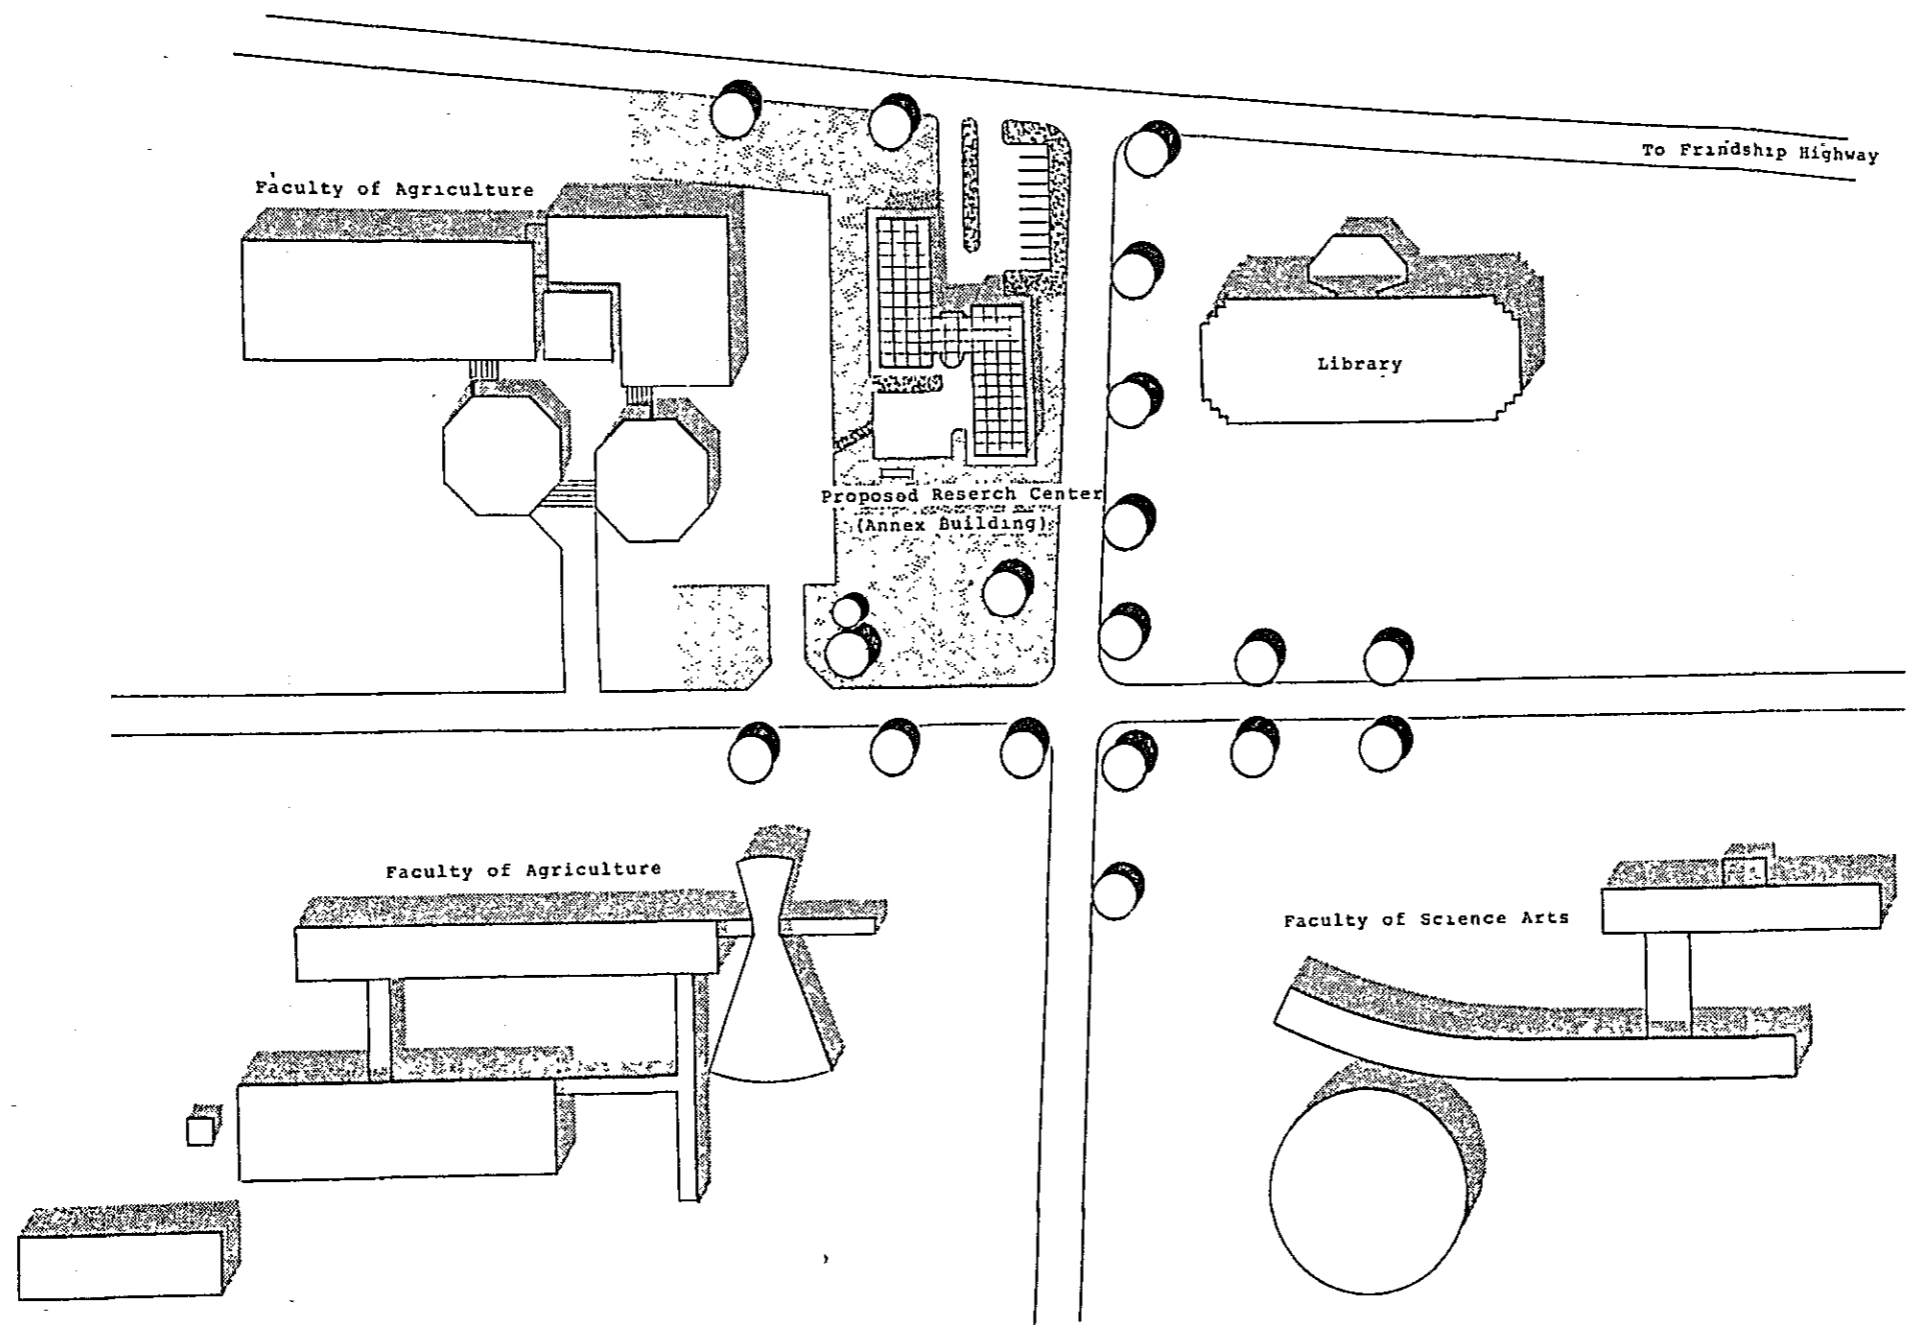 To Frindship Highway
Faculty of Agriculture
Library
Proposed Reserch Center
(Annex Building)
Faculty of Agriculture
Faculty of Science Arts